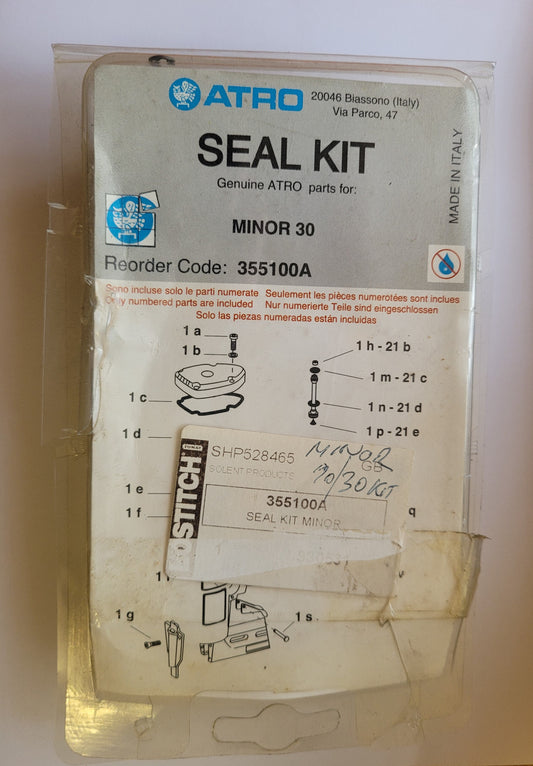 ATRO
20046 Biassono (Italy)
Via Parco, 47
SEAL KIT
Genuine ATRO parts for:
MADE IN ITALY
MINOR 30
Reorder Code: 355100A
Sono incluse solo le parti numerate Seulement les pièces numerotées sont inclues
Only numbered parts are included Nur numerierte Teile sind eingeschlossen
Solo las piezas numeradas están incluidas
1 a
1 b
1 c
1 d
1 e
1 f
1 g
1 h - 21 b
1 m - 21 c
1 n - 21 d
1 p - 21 e
q
1 s
STITCH
SHP528465
SOLENT PRODUCTS
GB
MINOR
30 KIT
355100A
SEAL KIT MINOR